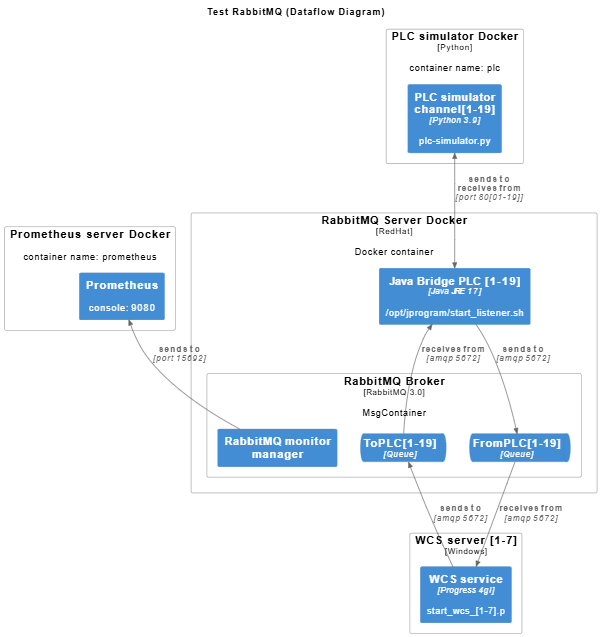 Test RabbitMQ (Dataflow Diagram)
PLC simulator Docker
[Python]
container name: plc
PLC simulator
channel[1-19]
[Python 3.9]
plc-simulator.py
sends to
receives from
[port 80[01-19]]
RabbitMQ Server Docker
[RedHat]
Docker container
Prometheus server Docker
container name: prometheus
Prometheus
console: 9080
Java Bridge PLC [1-19]
[Java JRE 17]
/opt/jprogram/start_listener.sh
sends to
[port 15692]
receives from
[amqp 5672]
sends to
[amqp 5672]
RabbitMQ Broker
[RabbitMQ 3.0]
MsgContainer
RabbitMQ monitor
manager
ToPLC[1-19]
[Queue]
FromPLC[1-19]
[Queue]
sends to
[amqp 5672]
receives from
[amqp 5672]
WCS server [1-7]
[Windows]
WCS service
[Progress 4gl]
start_wcs_[1-7].p